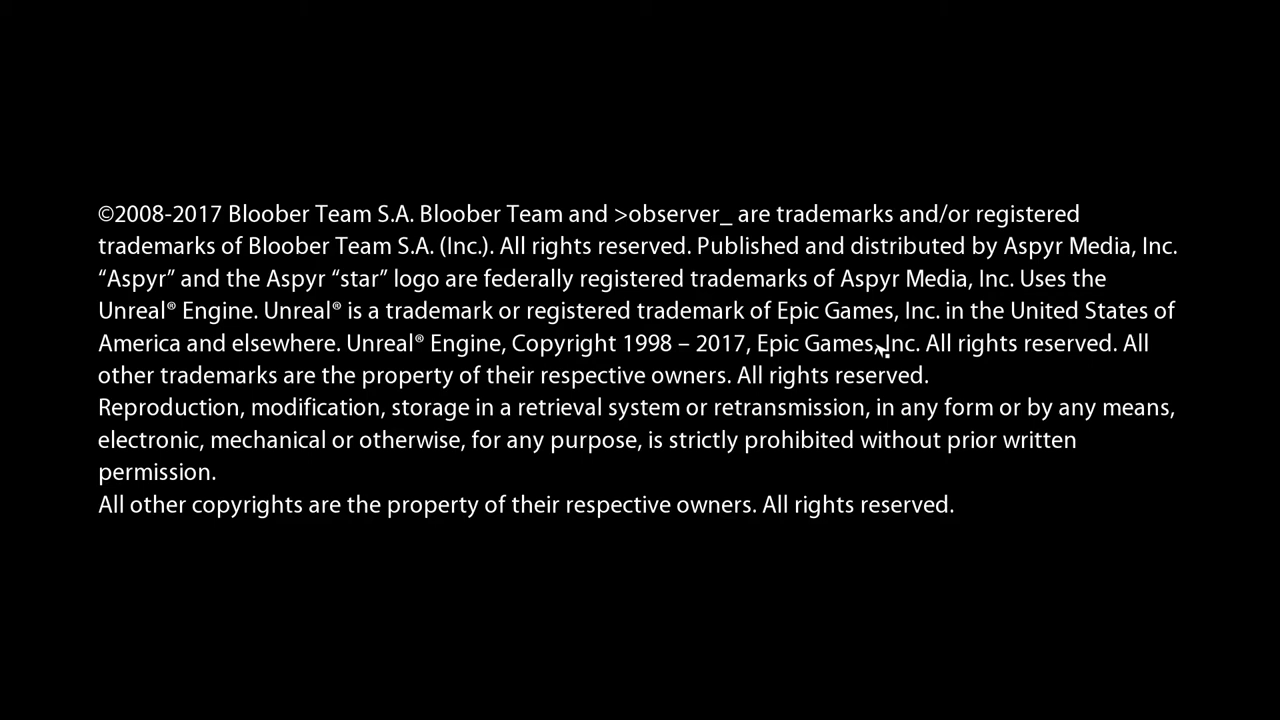 ©2008-2017 Bloober Team S.A. Bloober Team and >observer_ are trademarks and/or registered
trademarks of Bloober Team S.A. (Inc.). All rights reserved. Published and distributed by Aspyr Media, Inc.
“Aspyr” and the Aspyr “star” logo are federally registered trademarks of Aspyr Media, Inc. Uses the
Unreal® Engine. Unreal® is a trademark or registered trademark of Epic Games, Inc. in the United States of
America and elsewhere. Unreal® Engine, Copyright 1998 – 2017, Epic Games, Inc. All rights reserved. All
other trademarks are the property of their respective owners. All rights reserved.
Reproduction, modification, storage in a retrieval system or retransmission, in any form or by any means,
electronic, mechanical or otherwise, for any purpose, is strictly prohibited without prior written
permission.
All other copyrights are the property of their respective owners. All rights reserved.